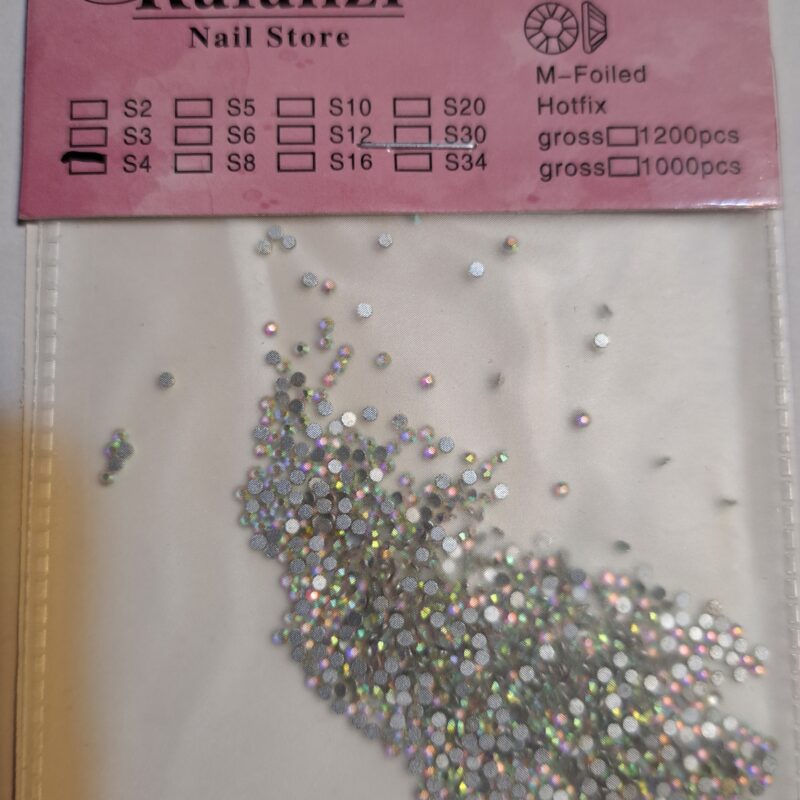 Nail Store
M-Foiled
Hotfix
S2 S5 S10 S20
S3 S6 S12 S30 gross 1200pcs
S4 S8 S16 S34 gross 1000pcs